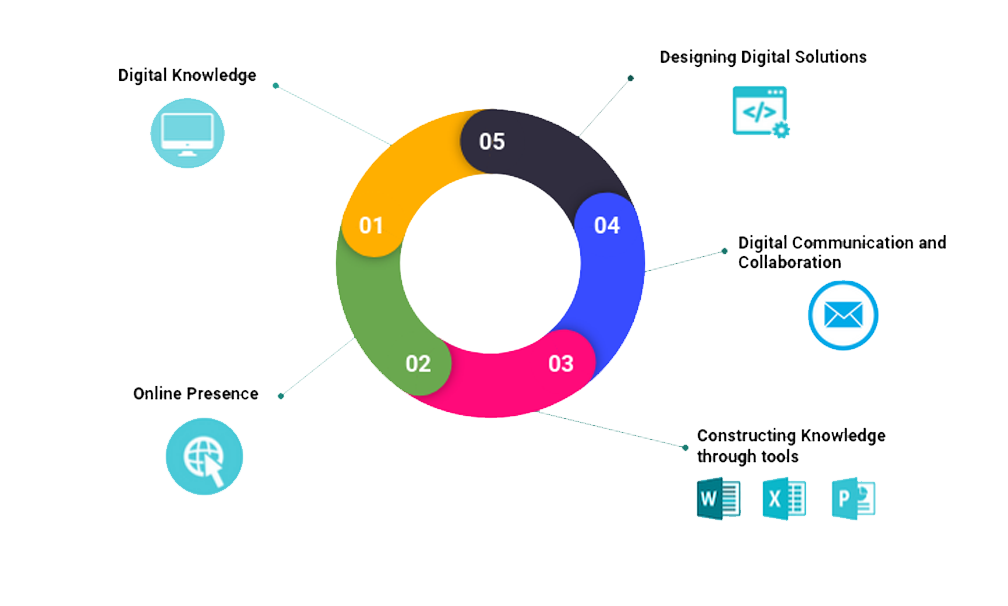 Digital Knowledge
01
Online Presence
02
Constructing Knowledge
through tools
03
W
X
P
Digital Communication and
Collaboration
04
Designing Digital Solutions
</>
05